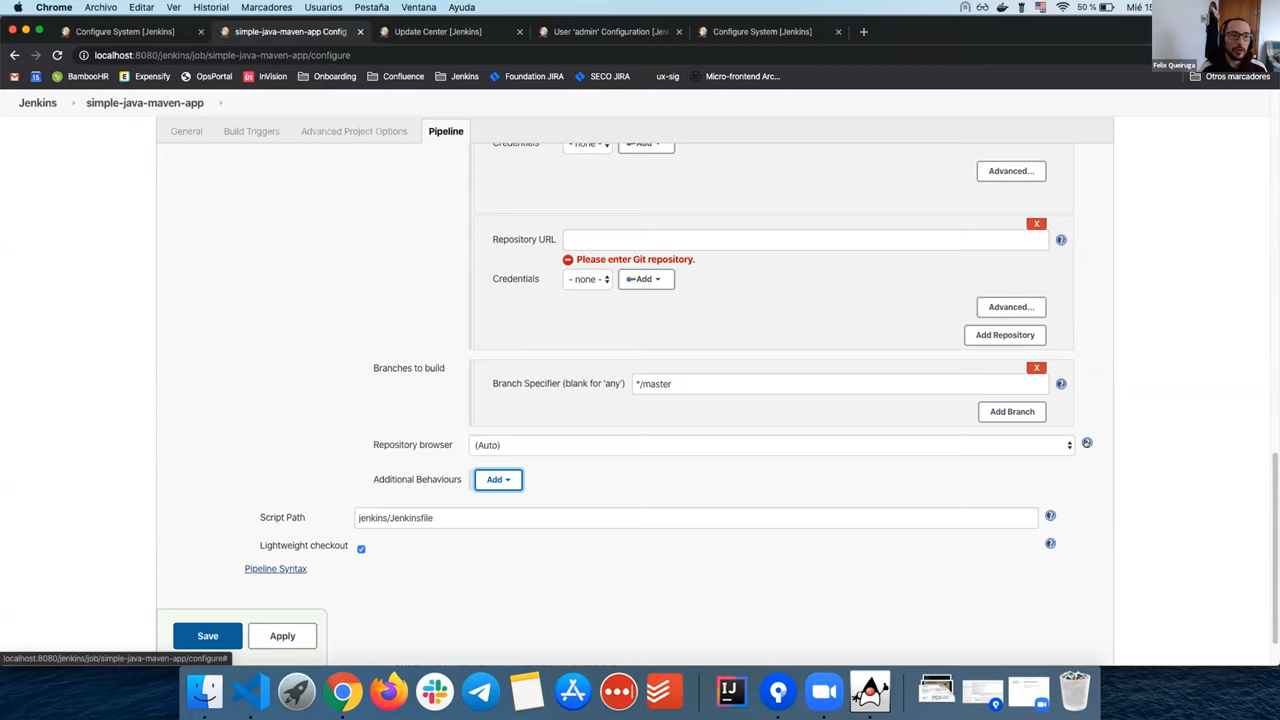 Chrome Archivo Editar Ver Historial Marcadores Usuarios Pestaña Ventana Ayuda 50 % Mié 15
Configure System [Jenkins] simple-java-maven-app Config Update Center [Jenkins] User 'admin' Configuration [Jen Configure System [Jenkins]
localhost:8080/jenkins/job/simple-java-maven-app/configure
Felix Queiruga
BambooHR Expensify OpsPortal InVision Onboarding Confluence Jenkins Foundation JIRA SECO JIRA ux-sig Micro-frontend Arc... Otros marcadores
Jenkins simple-java-maven-app
General Build Triggers Advanced Project Options Pipeline
Credentials - none - Add
Advanced...
X
Repository URL
Please enter Git repository.
Credentials - none - Add
Advanced...
Add Repository
X
Branches to build
Branch Specifier (blank for 'any') */master
Add Branch
Repository browser (Auto)
Additional Behaviours Add
Script Path jenkins/Jenkinsfile
Lightweight checkout
Pipeline Syntax
Save Apply
localhost:8080/jenkins/job/simple-java-maven-app/configure#